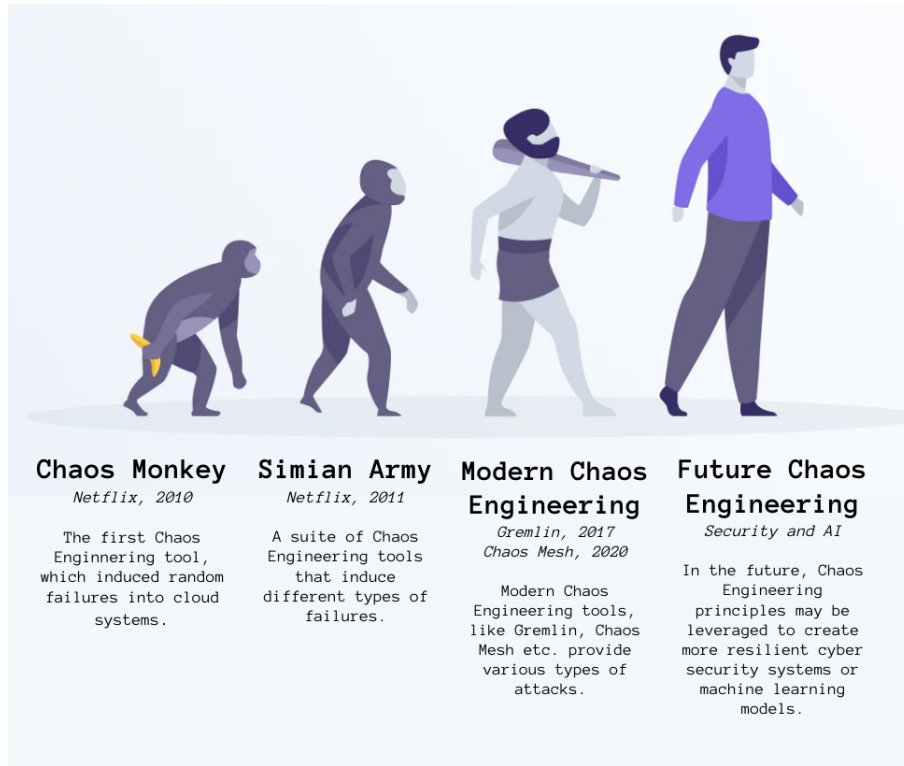 Chaos Monkey
Netflix, 2010
The first Chaos
Enginnering tool,
which induced random
failures into cloud
systems.
Simian Army
Netflix, 2011
A suite of Chaos
Engineering tools
that induce
different types of
failures.
Modern Chaos
Engineering
Gremlin, 2017
Chaos Mesh, 2020
Modern Chaos
Engineering tools,
like Gremlin, Chaos
Mesh etc. provide
various types of
attacks.
Future Chaos
Engineering
Security and AI
In the future, Chaos
Engineering
principles may be
leveraged to create
more resilient cyber
security systems or
machine learning
models.